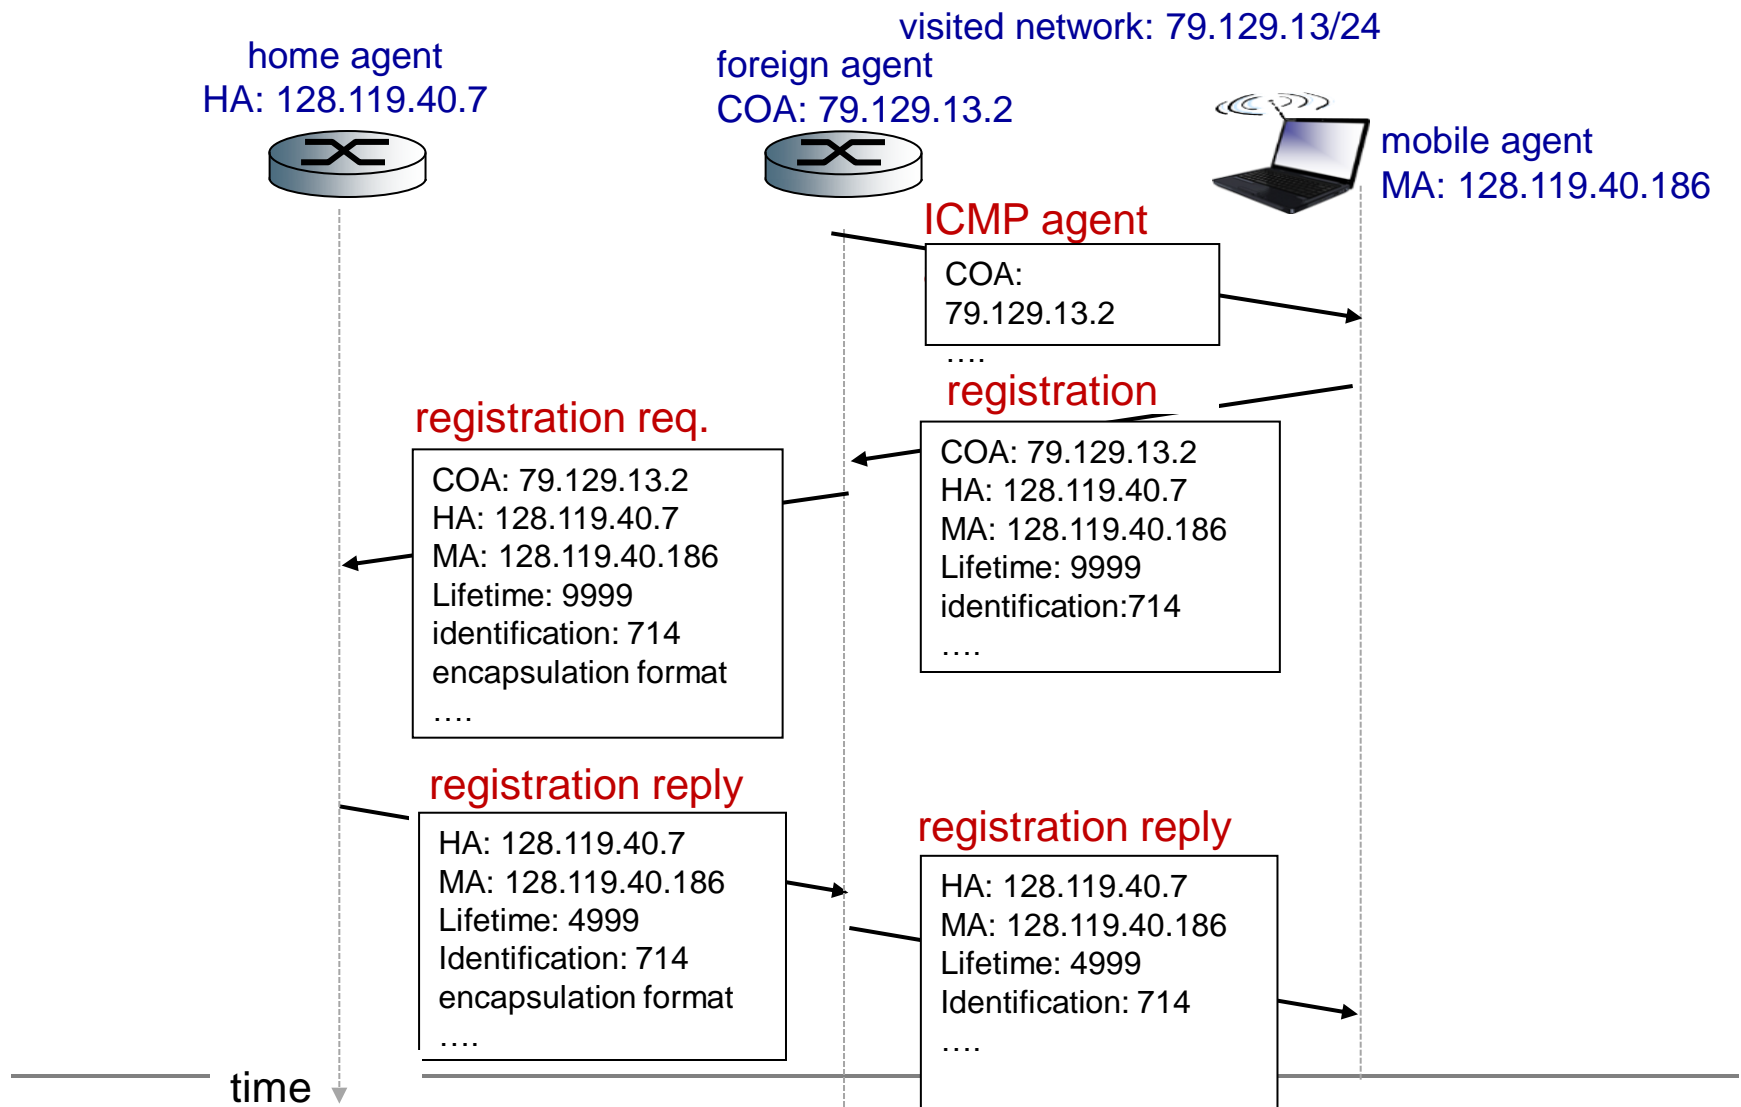 visited network: 79.129.13/24
home agent
HA: 128.119.40.7
foreign agent
COA: 79.129.13.2
mobile agent
MA: 128.119.40.186
ICMP agent
COA:
79.129.13.2
….
registration
COA: 79.129.13.2
HA: 128.119.40.7
MA: 128.119.40.186
Lifetime: 9999
identification:714
….
registration req.
COA: 79.129.13.2
HA: 128.119.40.7
MA: 128.119.40.186
Lifetime: 9999
identification: 714
encapsulation format
….
registration reply
HA: 128.119.40.7
MA: 128.119.40.186
Lifetime: 4999
Identification: 714
encapsulation format
….
registration reply
HA: 128.119.40.7
MA: 128.119.40.186
Lifetime: 4999
Identification: 714
….
time